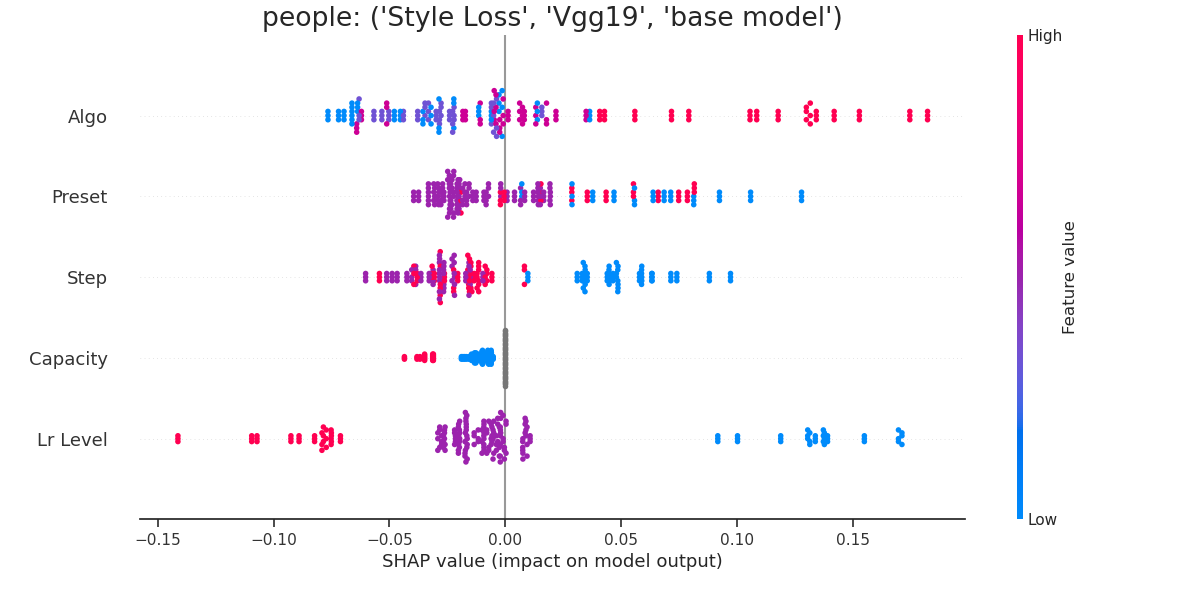 people: ('Style Loss', 'Vgg19', 'base model')
High
Algo
Preset
Step
Capacity
Lr Level
Feature value
Low
−0.15 −0.10 −0.05 0.00 0.05 0.10 0.15
SHAP value (impact on model output)